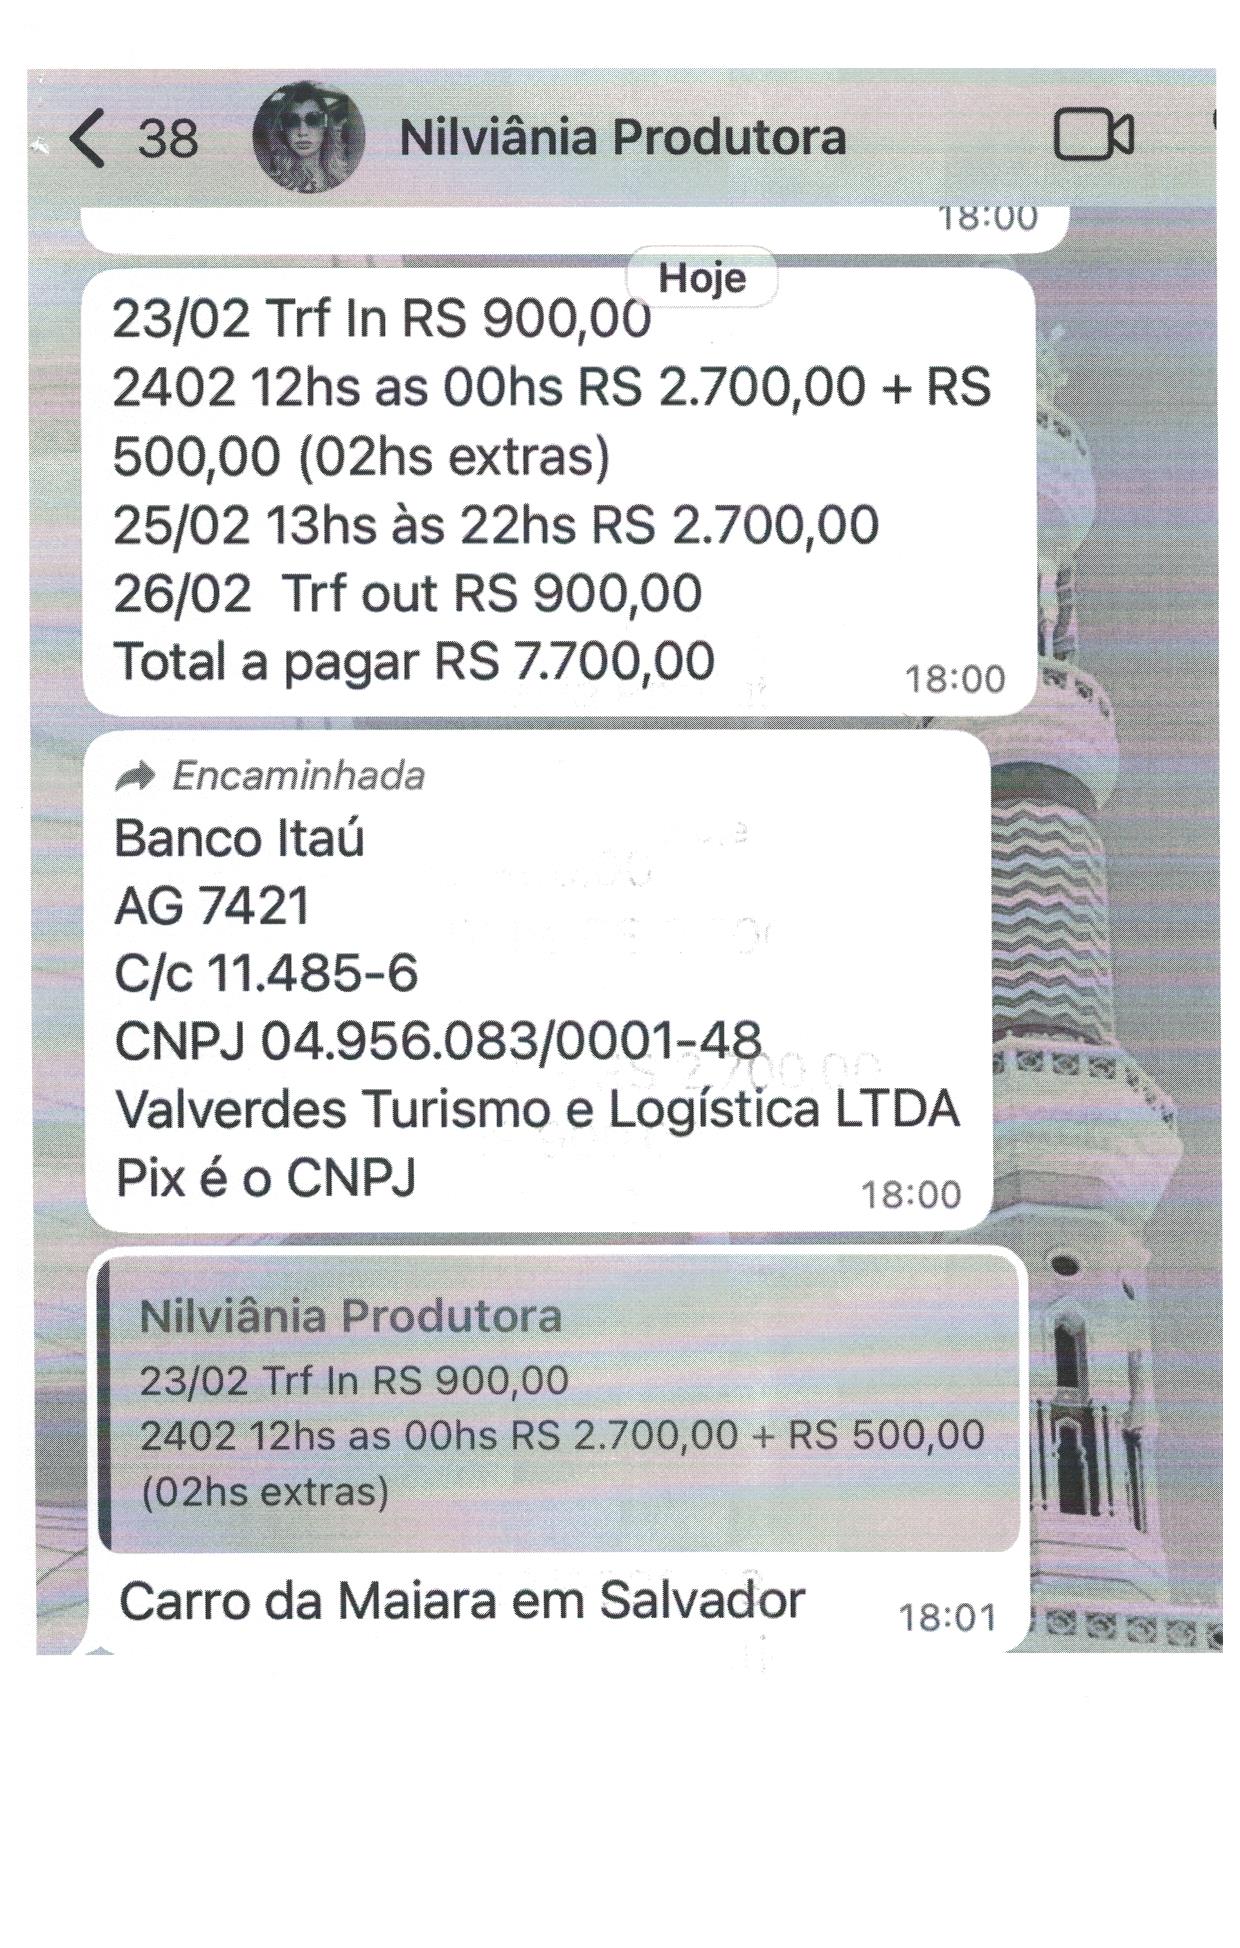 38 Nilviânia Produtora
18:00
Hoje
23/02 Trf In RS 900,00
2402 12hs as 00hs RS 2.700,00 + RS
500,00 (02hs extras)
25/02 13hs às 22hs RS 2.700,00
26/02  Trf out RS 900,00
Total a pagar RS 7.700,00
18:00
Encaminhada
Banco Itaú
AG 7421
C/c 11.485-6
CNPJ 04.956.083/0001-48
Valverdes Turismo e Logística LTDA
Pix é o CNPJ
18:00
Nilviânia Produtora
23/02 Trf In RS 900,00
2402 12hs as 00hs RS 2.700,00 + RS 500,00
(02hs extras)
Carro da Maiara em Salvador
18:01